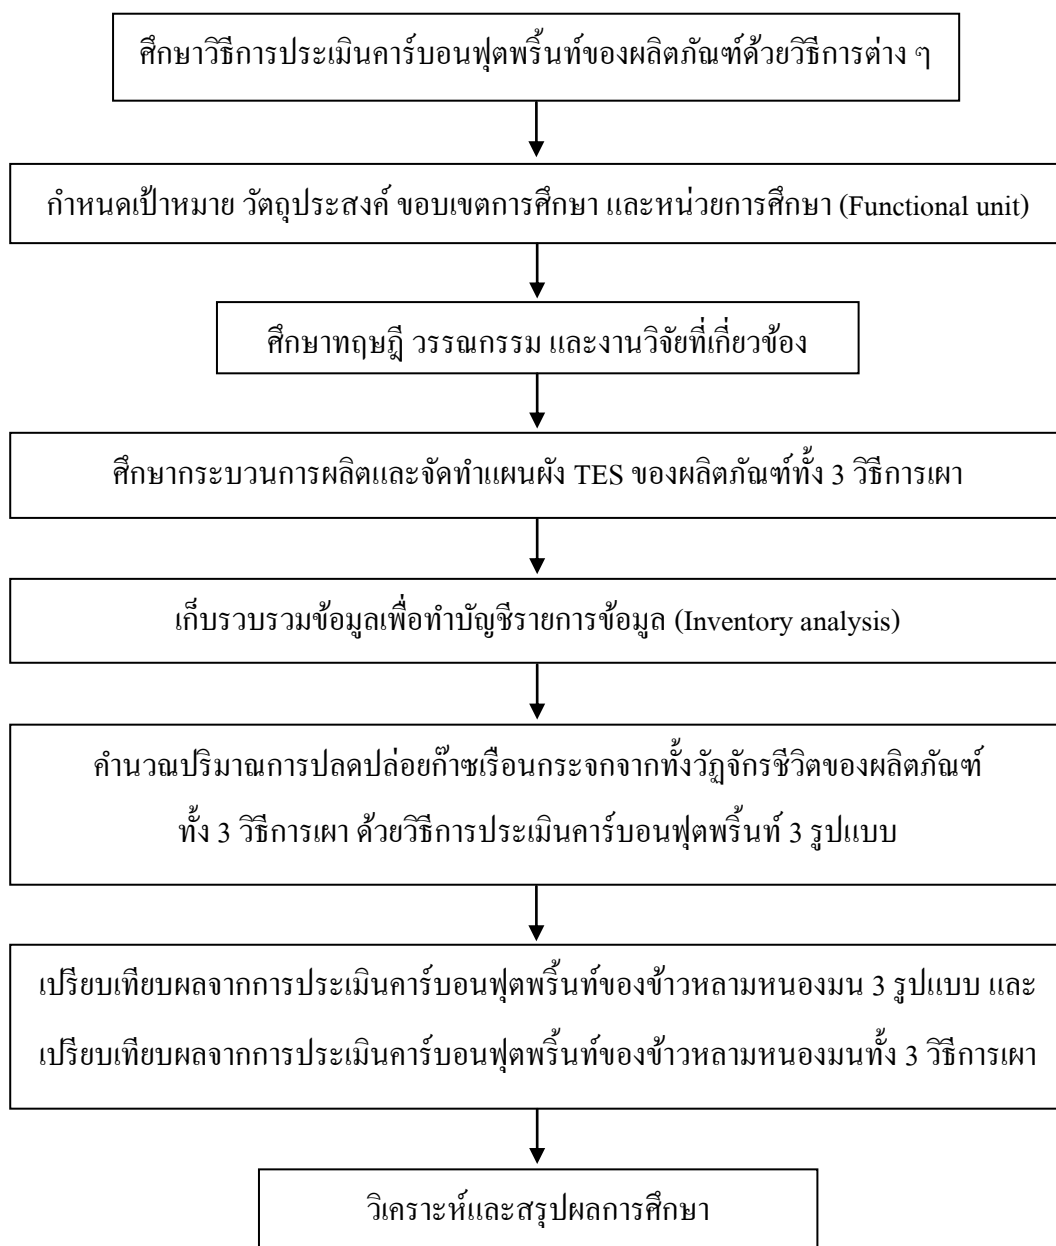 ศึกษาวิธีการประเมินคาร์บอนฟุตพริ้นท์ของผลิตภัณฑ์ด้วยวิธีการต่าง ๆ
กำหนดเป้าหมาย วัตถุประสงค์ ขอบเขตการศึกษา และหน่วยการศึกษา (Functional unit)
ศึกษาทฤษฎี วรรณกรรม และงานวิจัยที่เกี่ยวข้อง
ศึกษากระบวนการผลิตและจัดทำแผนผัง TES ของผลิตภัณฑ์ทั้ง 3 วิธีการเผา
เก็บรวบรวมข้อมูลเพื่อทำบัญชีรายการข้อมูล (Inventory analysis)
คำนวณปริมาณการปลดปล่อยก๊าซเรือนกระจกจากทั้งวัฏจักรชีวิตของผลิตภัณฑ์
ทั้ง 3 วิธีการเผา ด้วยวิธีการประเมินคาร์บอนฟุตพริ้นท์ 3 รูปแบบ
เปรียบเทียบผลจากการประเมินคาร์บอนฟุตพริ้นท์ของข้าวหลามหนองมน 3 รูปแบบ และ
เปรียบเทียบผลจากการประเมินคาร์บอนฟุตพริ้นท์ของข้าวหลามหนองมนทั้ง 3 วิธีการเผา
วิเคราะห์และสรุปผลการศึกษา